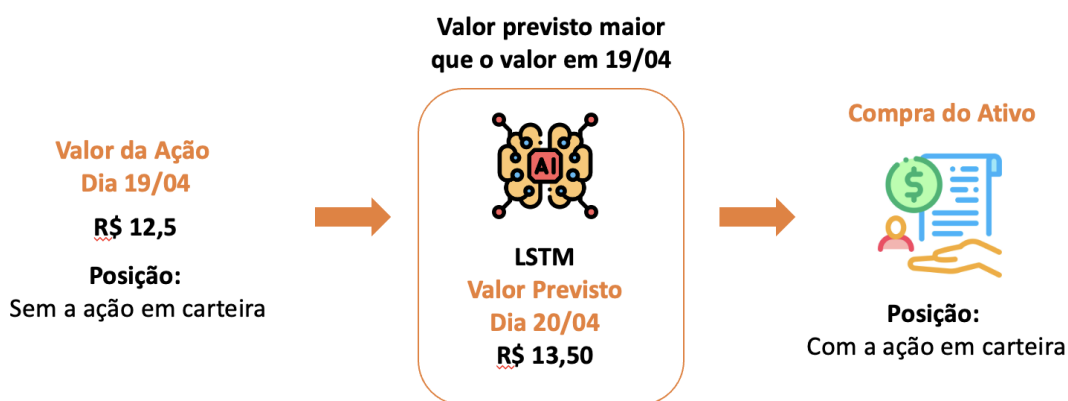 Valor previsto maior
que o valor em 19/04
Valor da Ação
Dia 19/04
R$ 12,5
Posição:
Sem a ação em carteira
AI
LSTM
Valor Previsto
Dia 20/04
R$ 13,50
Compra do Ativo
$
Posição:
Com a ação em carteira